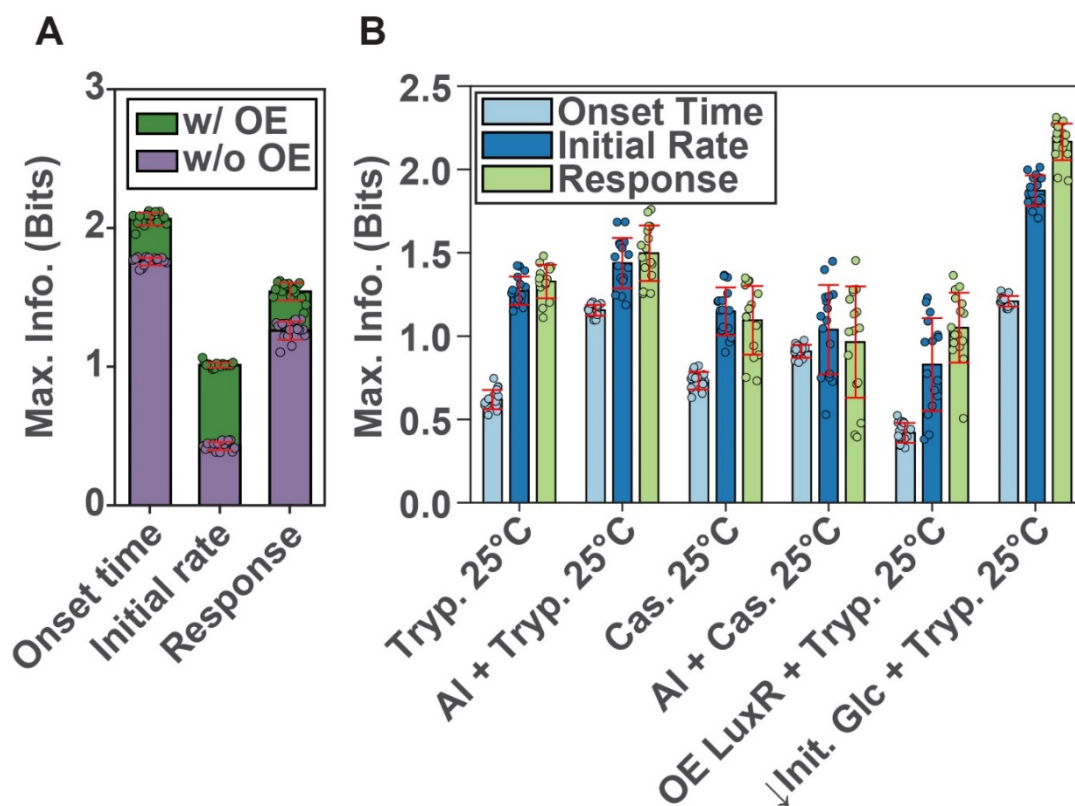 A
Max. Info. (Bits)
3
2
1
0
w/ OE
w/o OE
Onset time
Initial rate
Response
B
Max. Info. (Bits)
2.5
2.0
1.5
1.0
0.5
0.0
Onset Time
Initial Rate
Response
Tryp. 25°C
AI + Tryp. 25°C
Cas. 25°C
AI + Cas. 25°C
OE LuxR + Tryp. 25°C
↓Init. Glc + Tryp. 25°C